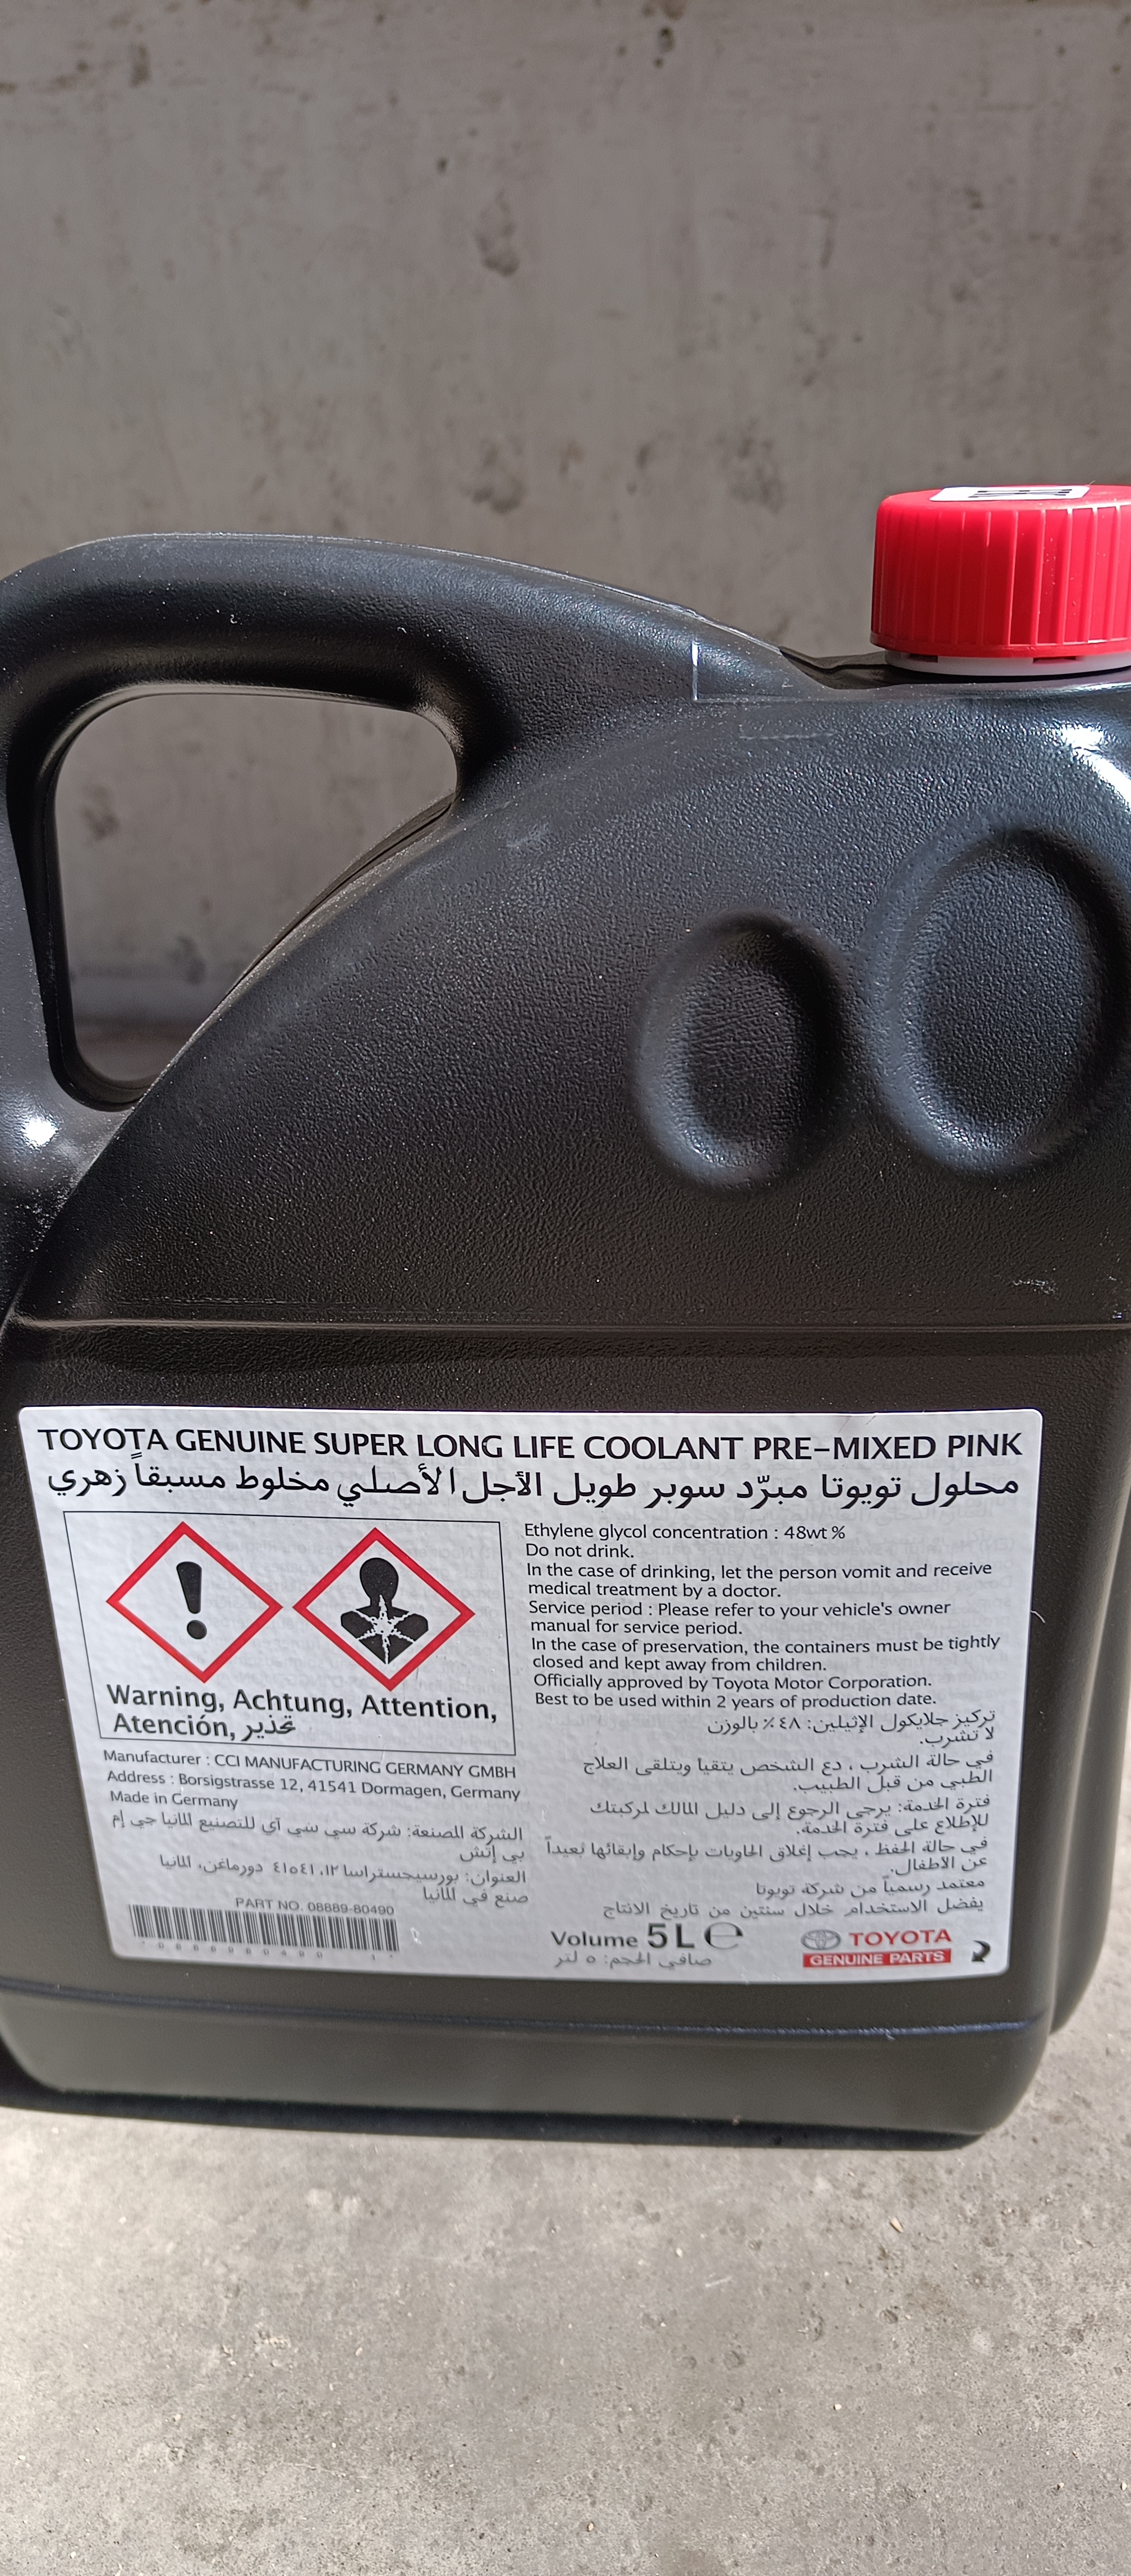 TOYOTA GENUINE SUPER LONG LIFE COOLANT PRE-MIXED PINK
محلول تويوتا مبرّد سوبر طويل الأجل الأصلي مخلوط مسبقاً زهري
Warning, Achtung, Attention,
Atención, تحذير
Manufacturer : CCI MANUFACTURING GERMANY GMBH
Address : Borsigstrasse 12, 41541 Dormagen, Germany
Made in Germany
الشركة المصنعة: شركة سي سي آي للتصنيع المانيا جي إم
بي إتش
العنوان: بورسيجستراسا ١٢، ٤١٥٤١ دورماغن، المانيا
صنع في المانيا
PART NO. 08889-80490
Ethylene glycol concentration : 48wt %
Do not drink.
In the case of drinking, let the person vomit and receive
medical treatment by a doctor.
Service period : Please refer to your vehicle's owner
manual for service period.
In the case of preservation, the containers must be tightly
closed and kept away from children.
Officially approved by Toyota Motor Corporation.
Best to be used within 2 years of production date.
تركيز جلايكول الإثيلين: ٤٨٪ بالوزن
لا تشرب.
في حالة الشرب ، دع الشخص يتقيأ ويتلقى العلاج
الطبي من قبل الطبيب.
فترة الخدمة: يرجى الرجوع إلى دليل المالك لمركبتك
للإطلاع على فترة الخدمة.
في حالة الحفظ ، يجب إغلاق الحاويات بإحكام وإبقائها بعيداً
عن الأطفال.
معتمد رسمياً من شركة تويوتا
يفضل الاستخدام خلال سنتين من تاريخ الانتاج
Volume 5L e
صافي الحجم: ٥ لتر
TOYOTA
GENUINE PARTS